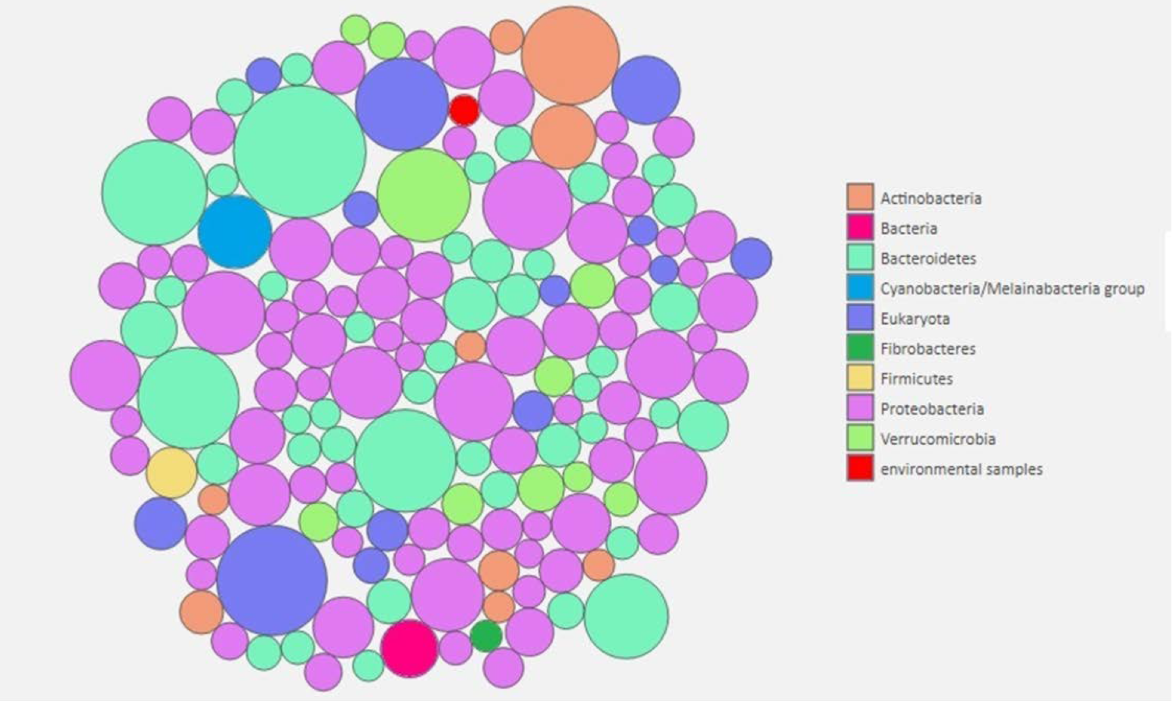 Actinobacteria
Bacteria
Bacteroidetes
Cyanobacteria/Melainabacteria group
Eukaryota
Fibrobacteres
Firmicutes
Proteobacteria
Verrucomicrobia
environmental samples